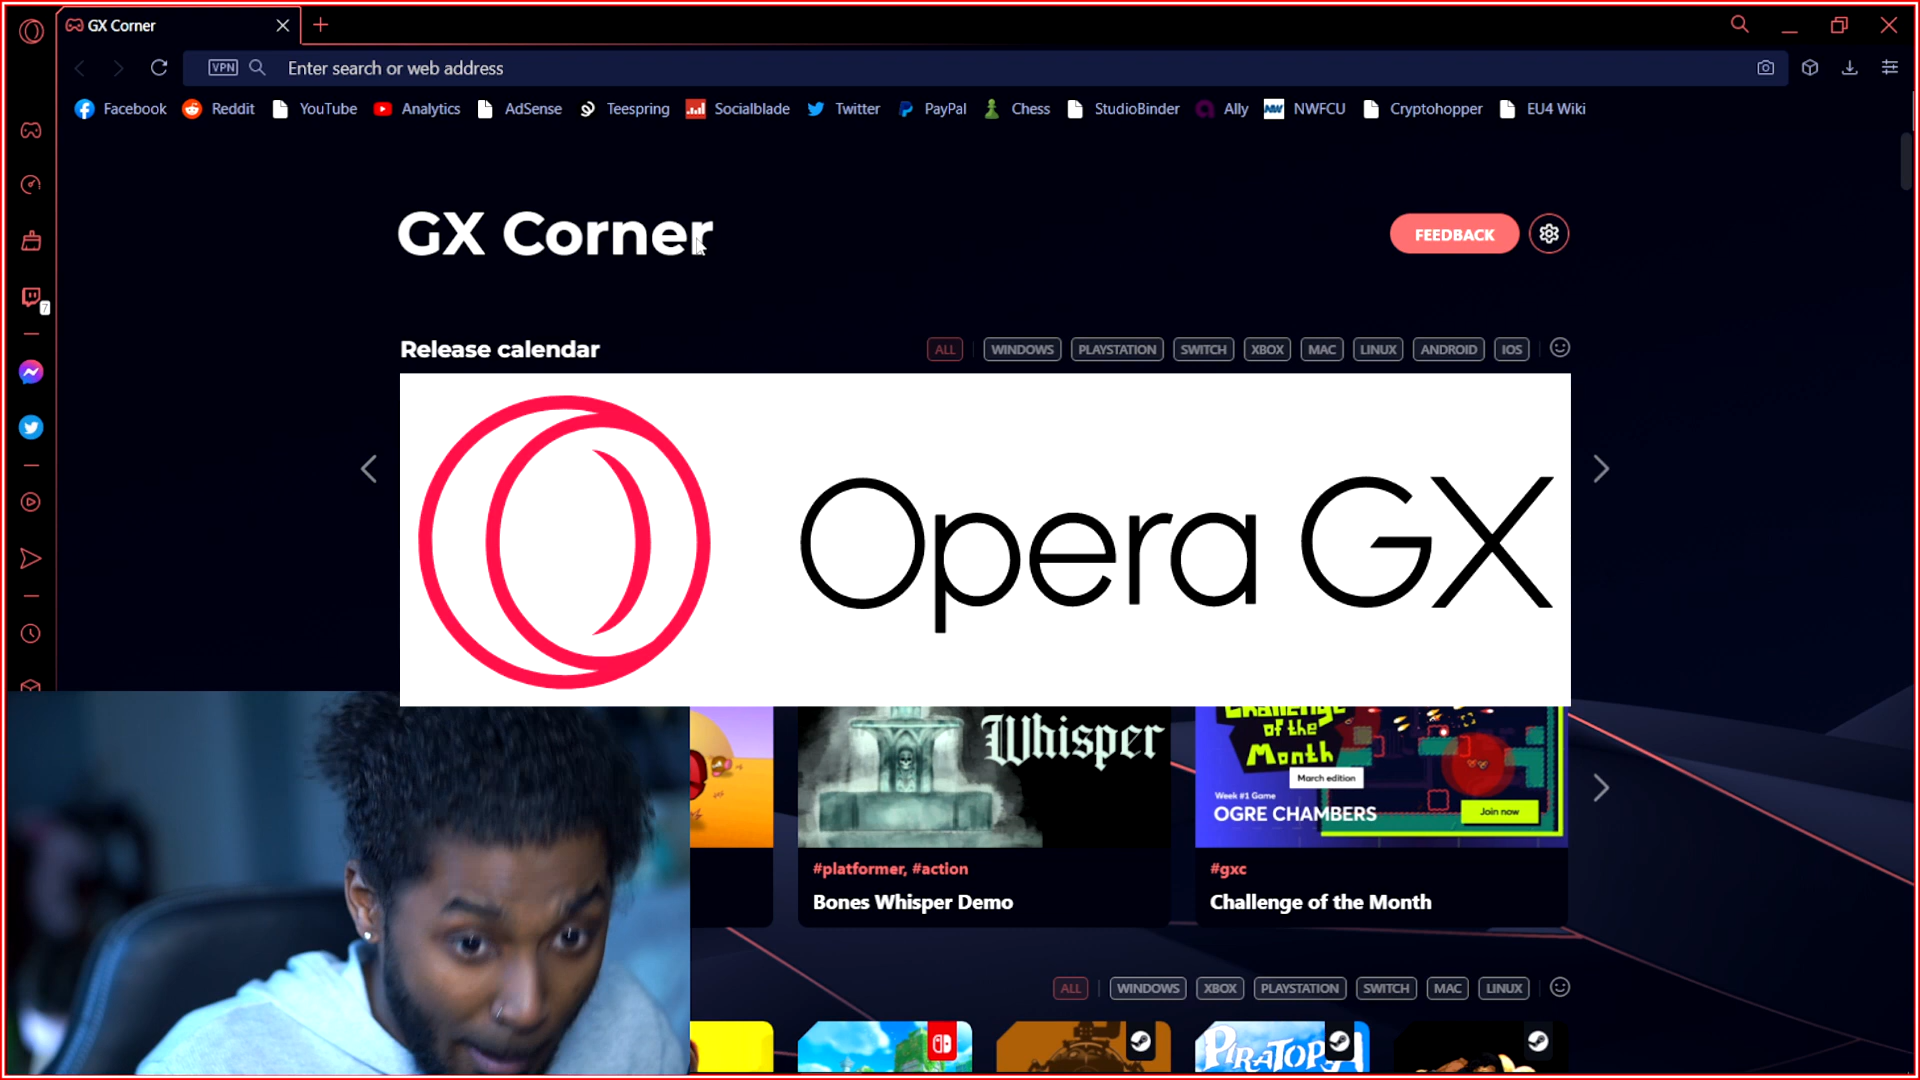 GX Corner
VPN
Enter search or web address
Facebook Reddit YouTube Analytics AdSense Teespring Socialblade Twitter PayPal Chess StudioBinder Ally NWFCU Cryptohopper EU4 Wiki
GX Corner
FEEDBACK
Release calendar
ALL WINDOWS PLAYSTATION SWITCH XBOX MAC LINUX ANDROID IOS
7
Opera GX
Whisper
Challenge
of the
Month
March edition
Week #1 Game
OGRE CHAMBERS
Join now
#platformer, #action
Bones Whisper Demo
#gxc
Challenge of the Month
ALL WINDOWS XBOX PLAYSTATION SWITCH MAC LINUX